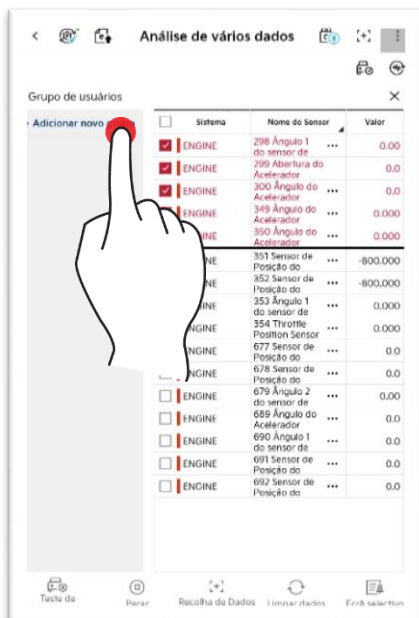 Análise de vários dados
Grupo de usuários
Adicionar novo
Sistema Nome do Sensor Valor
ENGINE 298 Ângulo 1 do sensor de ... 0.00
ENGINE 299 Abertura do Acelerador ... 0.0
ENGINE 300 Ângulo do Acelerador ... 0.0
349 Ângulo do Acelerador ... 0.000
350 Ângulo do Acelerador ... 0.000
351 Sensor de Posição do ... -800.000
352 Sensor de Posição do ... -800.000
353 Ângulo 1 do sensor de ... 0.000
354 Throttle Position Sensor ... 0.000
677 Sensor de Posição do ... 0.0
678 Sensor de Posição do ... 0.0
ENGINE 679 Ângulo 2 do sensor de ... 0.00
ENGINE 689 Ângulo do Acelerador ... 0.0
ENGINE 690 Ângulo 1 do sensor de ... 0.0
ENGINE 691 Sensor de Posição do ... 0.0
ENGINE 692 Sensor de Posição do ... 0.0
Teste de Parar Recolha de Dados Limpar dados Ecrã selectivo